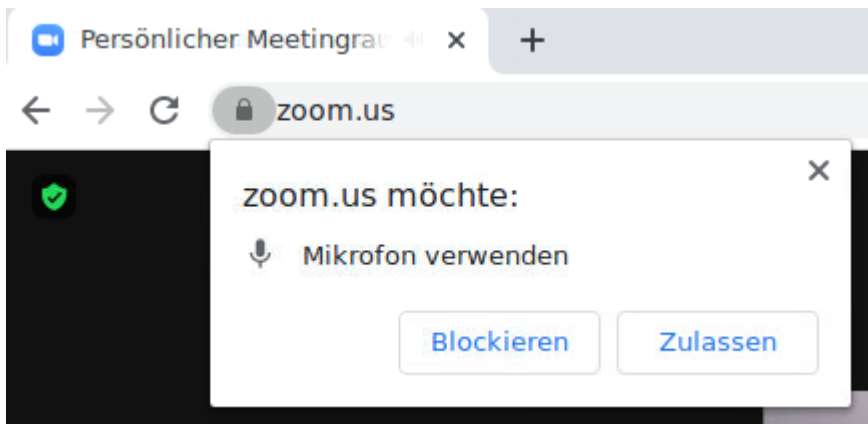 Persönlicher Meetingrau
zoom.us
zoom.us möchte:
Mikrofon verwenden
Blockieren
Zulassen